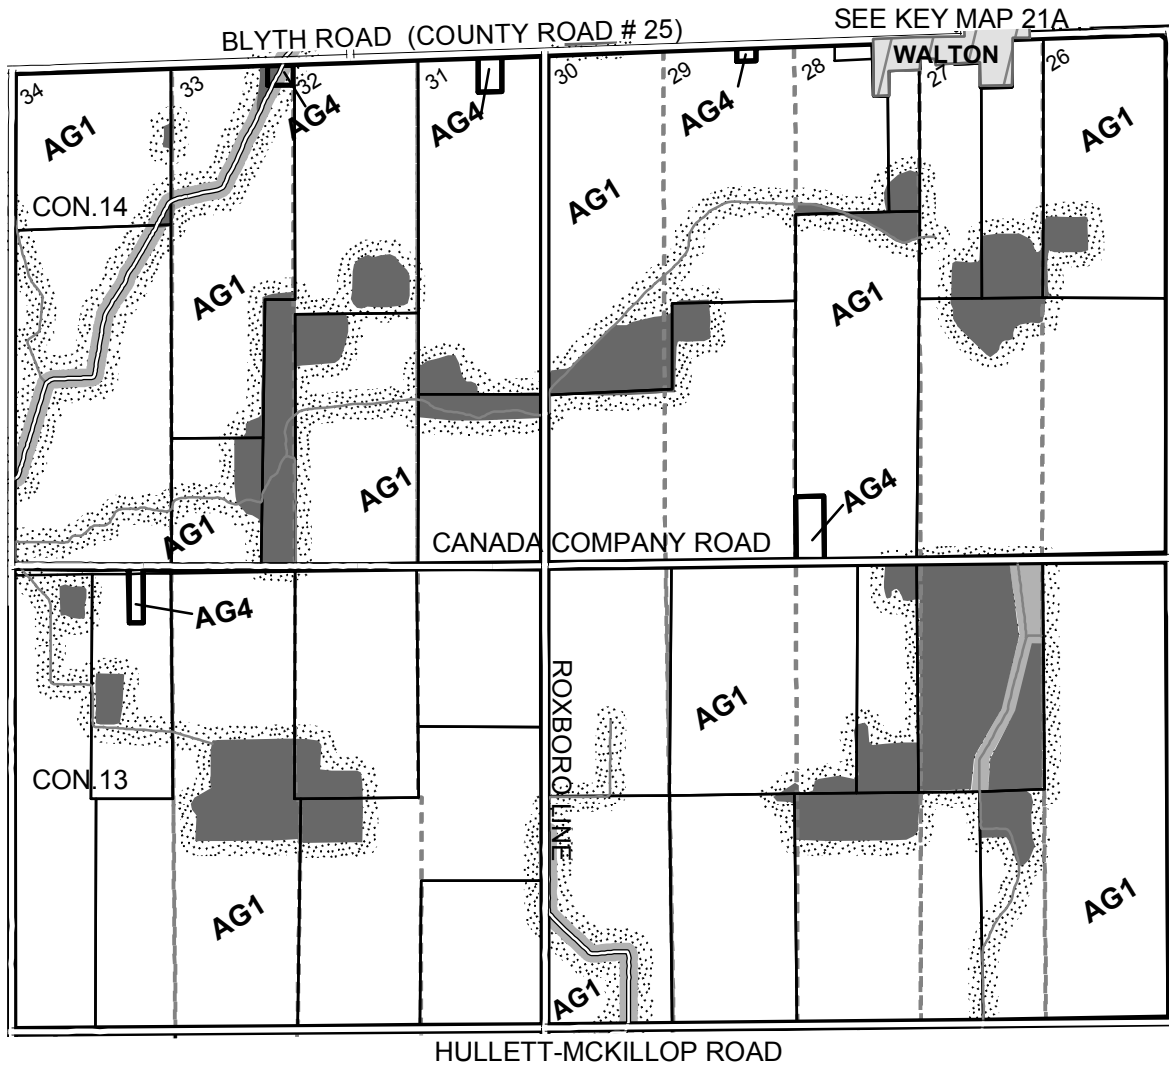 SEE KEY MAP 21A
BLYTH ROAD (COUNTY ROAD # 25)
WALTON
34
33
32
31
30
29
28
27
26
AG1
AG4
AG4
AG4
AG1
CON.14
AG1
AG1
AG1
AG1
AG4
AG1
CANADA COMPANY ROAD
AG4
ROXBORO LINE
AG1
CON.13
AG1
AG1
AG1
HULLETT-MCKILLOP ROAD